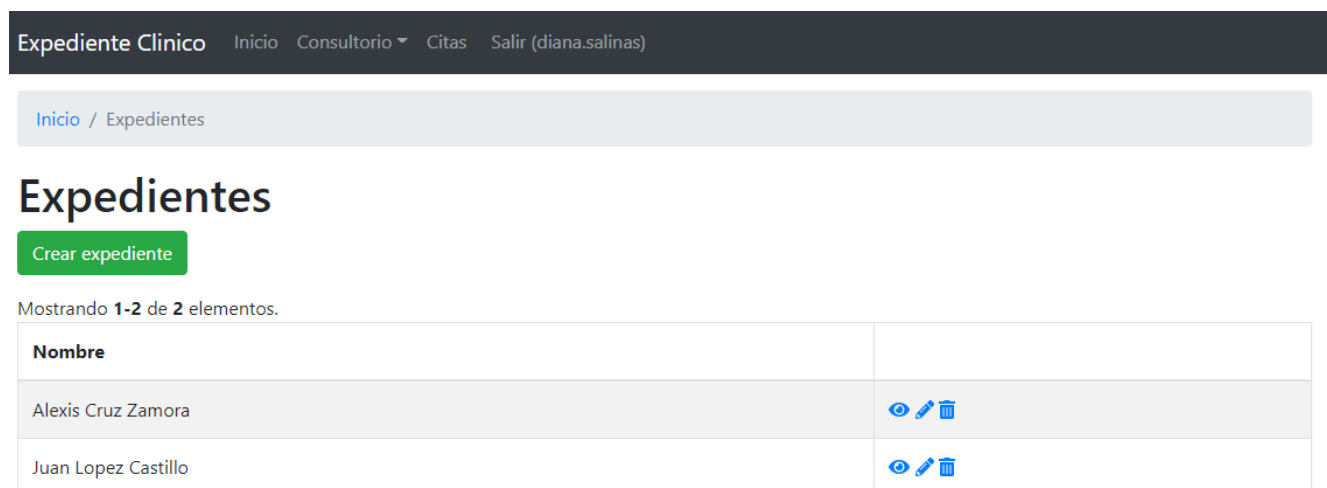 Expediente Clinico Inicio Consultorio Citas Salir (diana.salinas)
Inicio / Expedientes
Expedientes
Crear expediente
Mostrando 1-2 de 2 elementos.
Nombre
Alexis Cruz Zamora
Juan Lopez Castillo